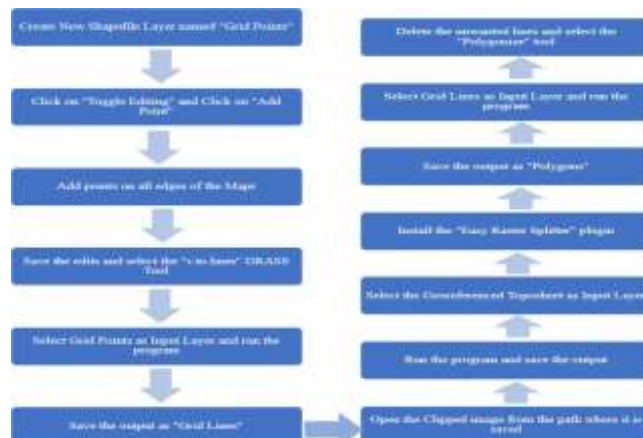 Create New Shapefile Layer named "Grid Points"
Click on "Toggle Editing" and Click on "Add
Point"
Add points on all edges of the Maps
Save the edits and select the "v.to.lines" GRASS
Tool
Select Grid Points as Input Layer and run the
program
Save the output as "Grid Lines"
Delete the unwanted lines and select the
"Polygonize" tool
Select Grid Lines as Input Layer and run the
program
Save the output as "Polygons"
Install the "Easy Raster Splitter" plugin
Select the Georeferenced Toposheet as Input Layer
Run the program and save the output
Open the Clipped image from the path where it is
saved